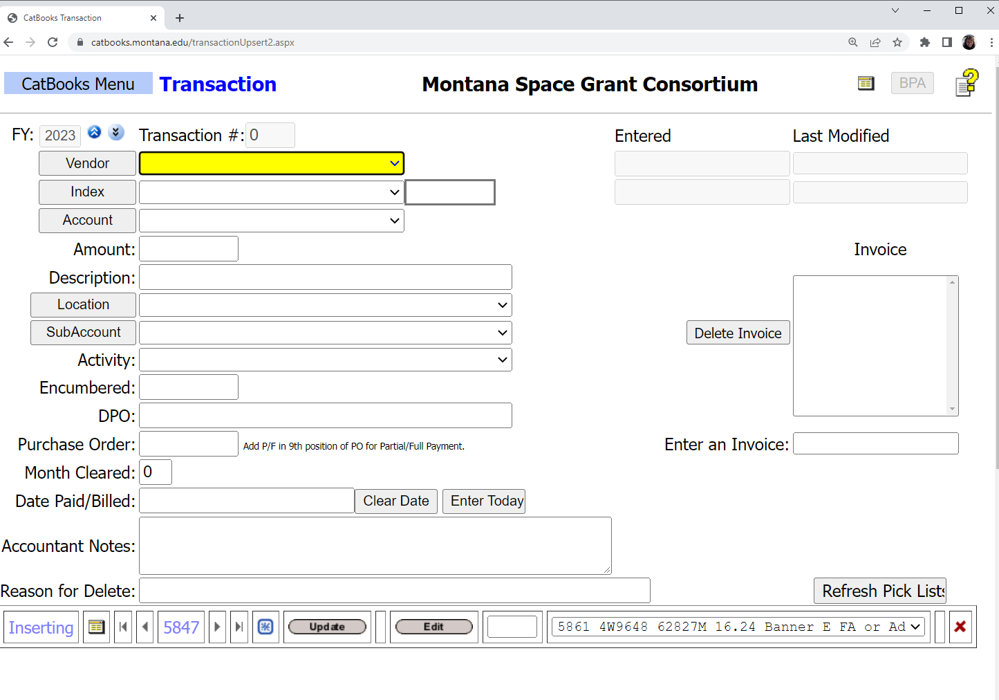 CatBooks Transaction
catbooks.montana.edu/transactionUpsert2.aspx
CatBooks Menu Transaction Montana Space Grant Consortium BPA
FY: 2023 Transaction #: 0 Entered Last Modified
Vendor
Index
Account
Amount: Invoice
Description:
Location
SubAccount Delete Invoice
Activity:
Encumbered:
DPO:
Purchase Order: Add P/F in 9th position of PO for Partial/Full Payment. Enter an Invoice:
Month Cleared: 0
Date Paid/Billed: Clear Date Enter Today
Accountant Notes:
Reason for Delete: Refresh Pick Lists
Inserting 5847 Update Edit 5861 4W9648 62827M 16.24 Banner E FA or Ad